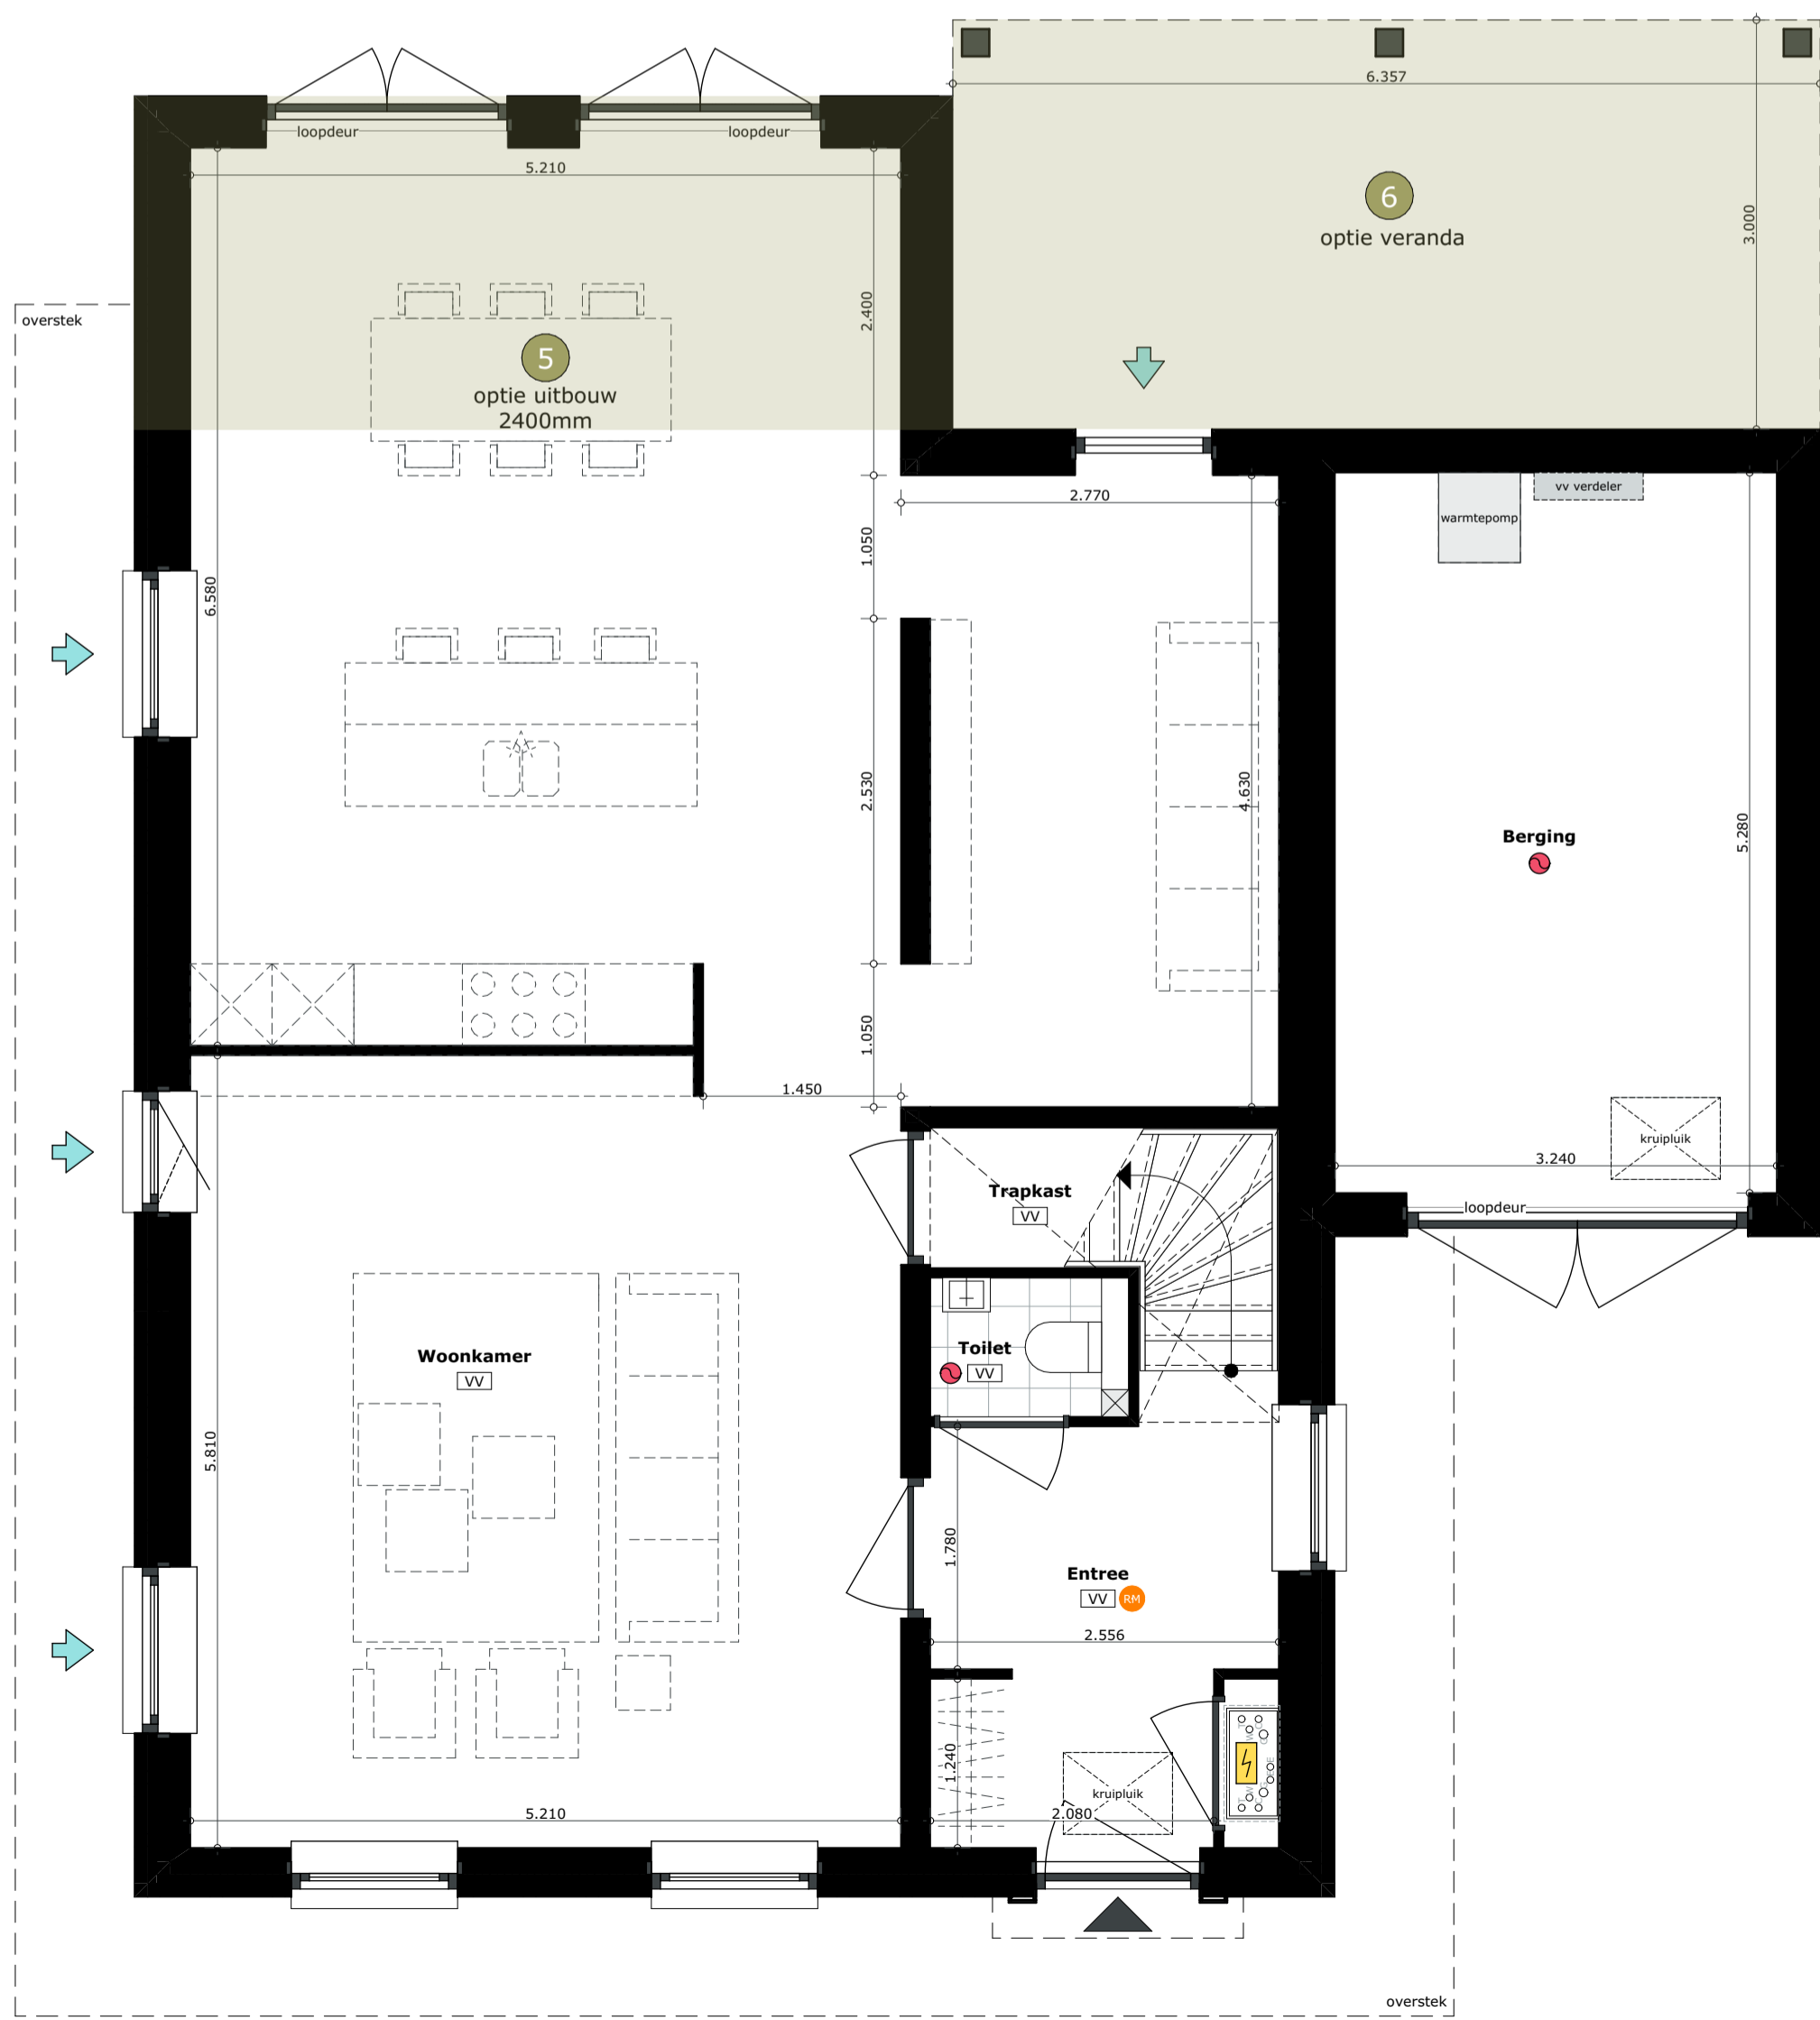 6.357
loopdeur
loopdeur
5.210
6
optie veranda
3.000
overstek
2.400
5
optie uitbouw
2400mm
2.770
vv verdeler
warmtepomp
1.050
6.580
2.530
4.630
Berging
5.280
1.050
1.450
kruipluik
3.240
loopdeur
Trapkast
VV
Toilet
VV
Woonkamer
VV
5.810
1.780
Entree
VV
RM
2.556
1.240
kruipluik
5.210
2.080
overstek